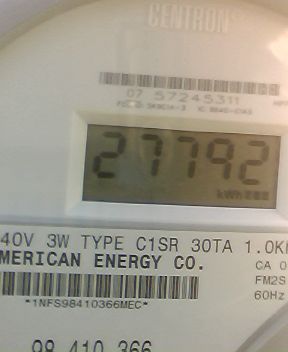 CENTRON
07 57245311
27792
kWh
40V 3W TYPE C1SR 30TA 1.0K
MERICAN ENERGY CO.
CA 0
FM2S
60Hz
*1NFS98410366MEC*
98 410 366